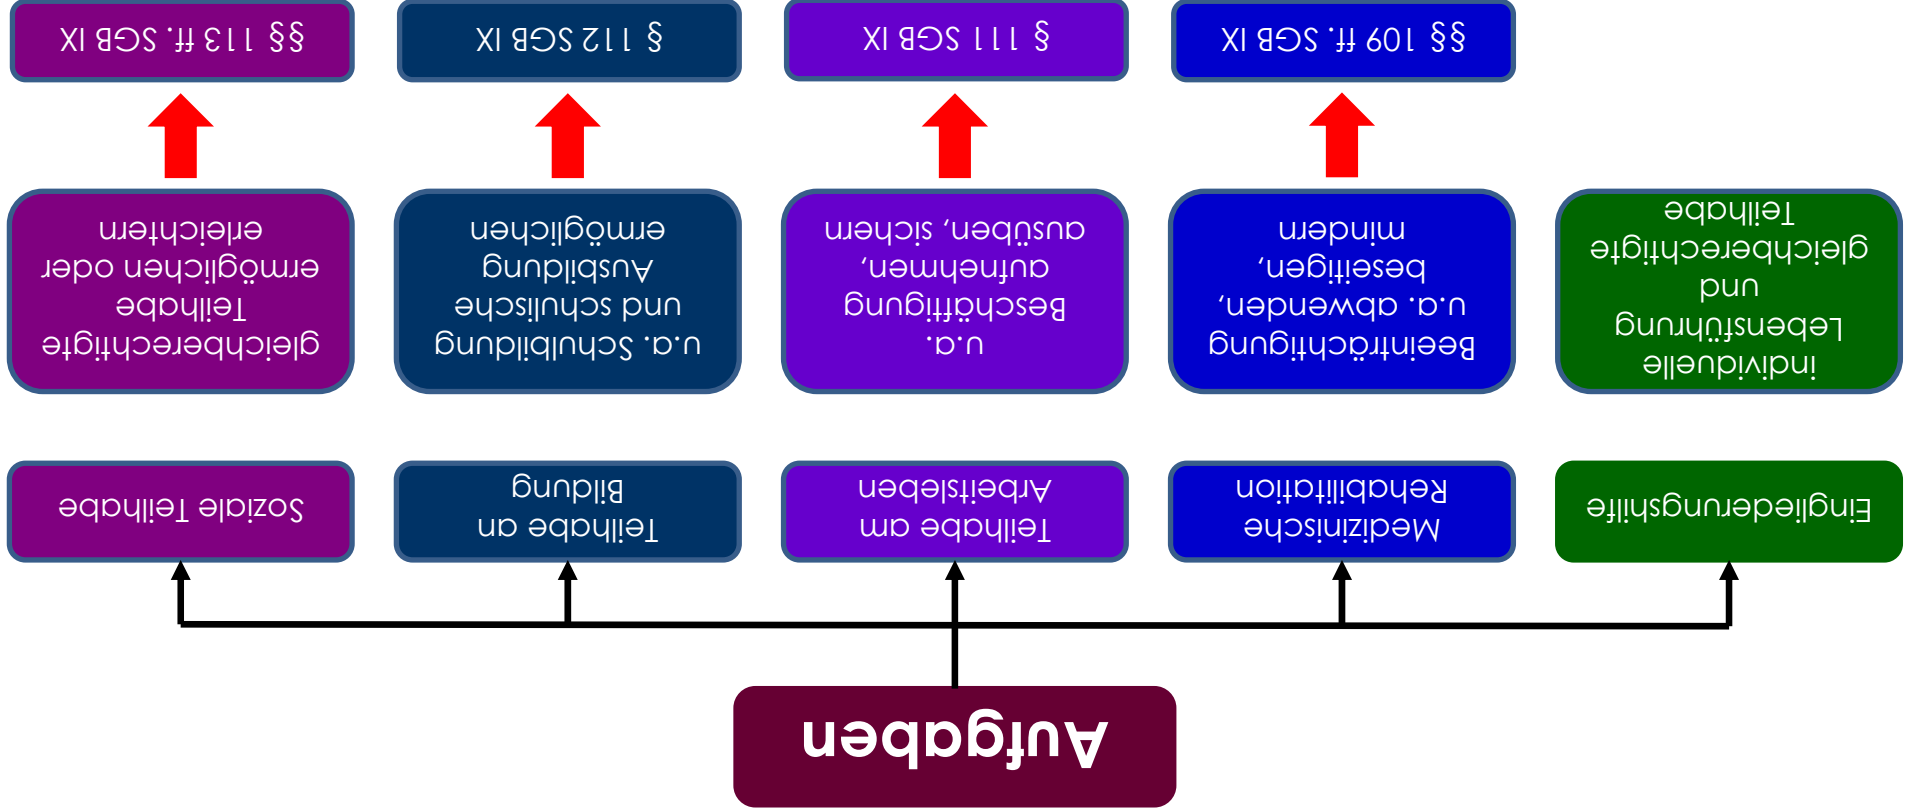 Aufgaben
Eingliederungshilfe
Medizinische
Rehabilitation
Teilhabe am
Arbeitsleben
Teilhabe an
Bildung
Soziale Teilhabe
individuelle
Lebensführung
und
gleichberechtigte
Teilhabe
Beeinträchtigung
u.a. abwenden,
beseitigen,
mindern
u.a.
Beschäftigung
aufnehmen,
ausüben, sichern
u.a. Schulbildung
und schulische
Ausbildung
ermöglichen
gleichberechtigte
Teilhabe
ermöglichen oder
erleichtern
§§ 109 ff. SGB IX
§ 111 SGB IX
§ 112 SGB IX
§§ 113 ff. SGB IX